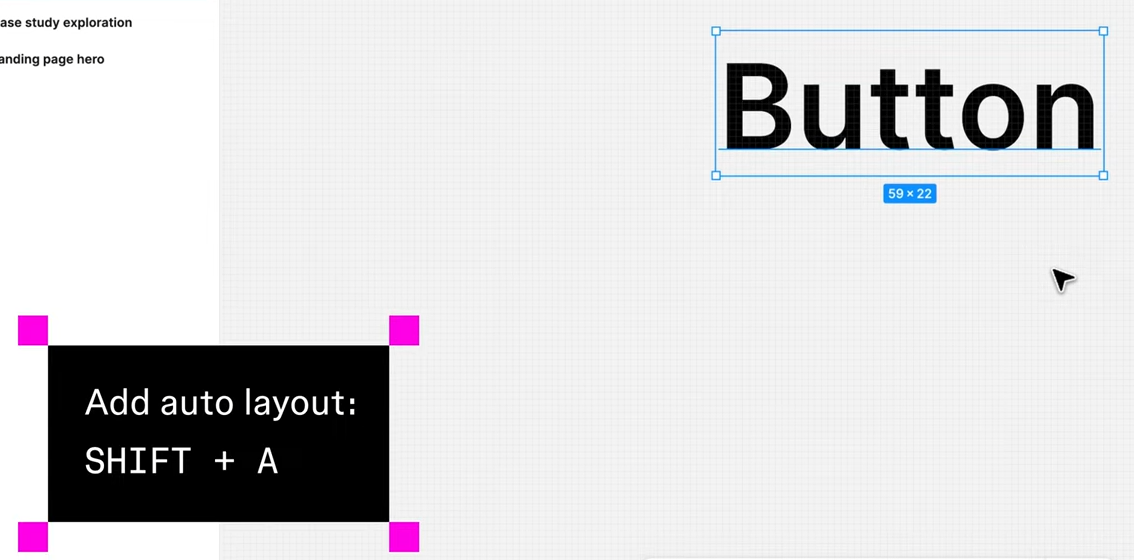 ase study exploration
anding page hero
Button
59 × 22
Add auto layout:
SHIFT + A